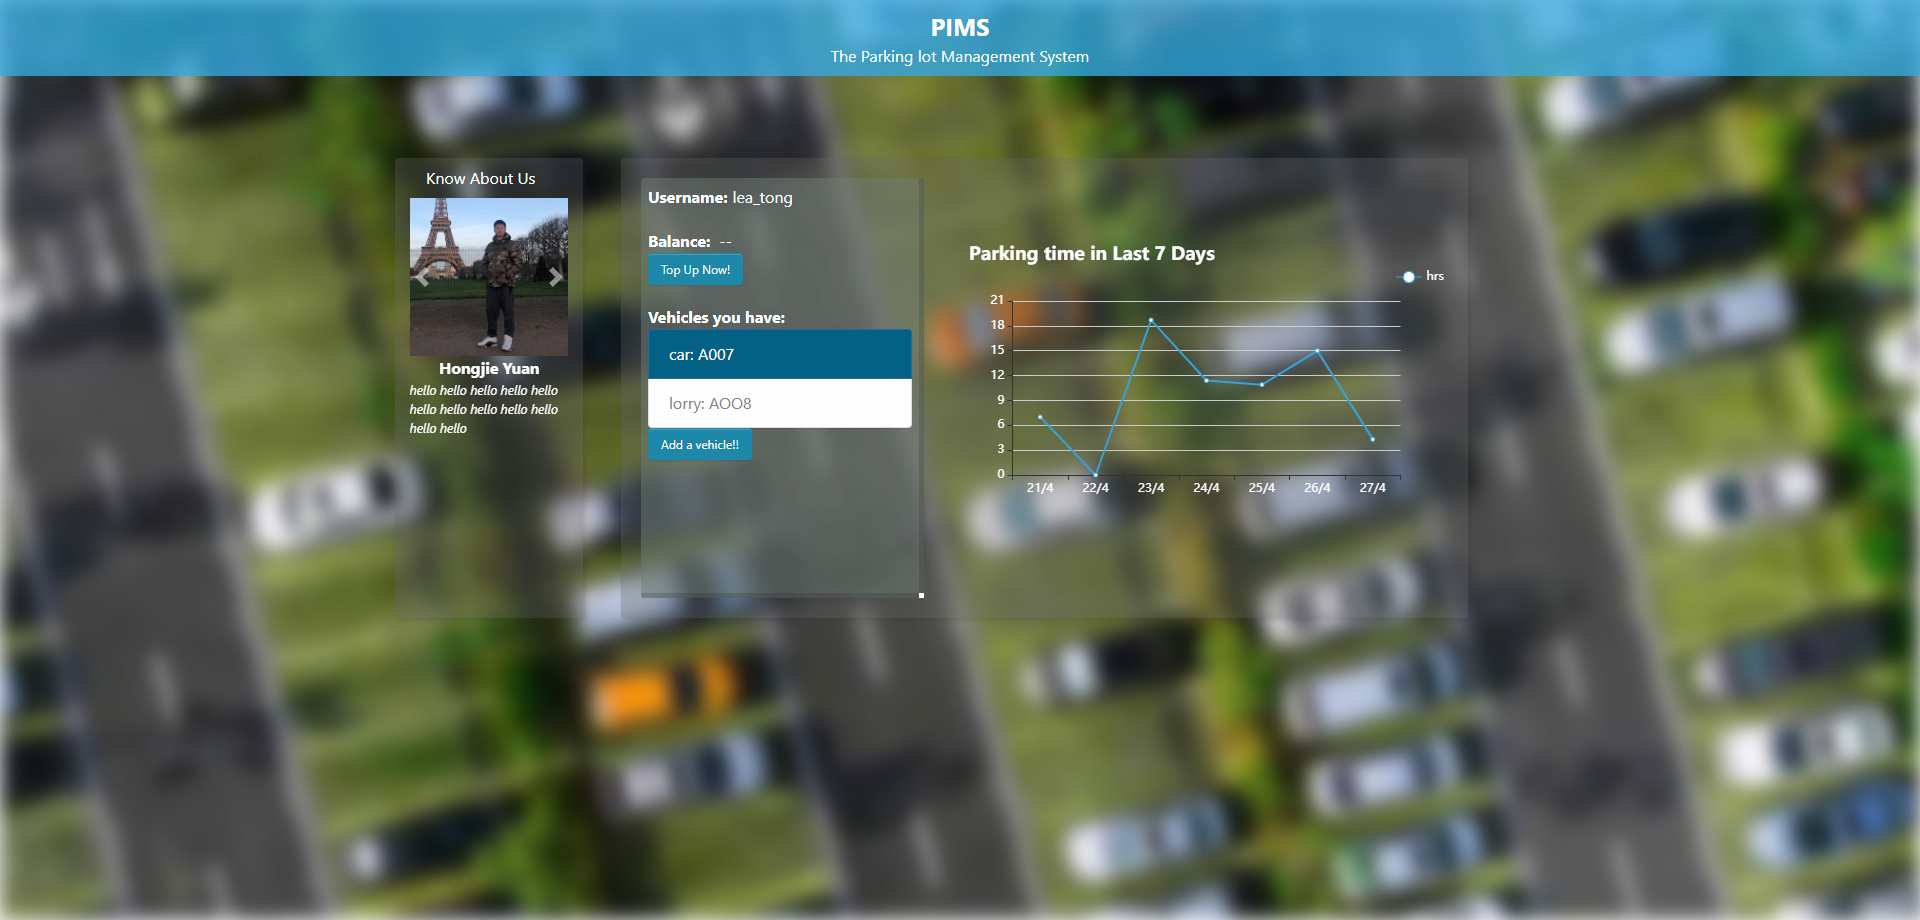 PIMS
The Parking lot Management System
Know About Us
Hongjie Yuan
hello hello hello hello hello
hello hello hello hello hello
hello hello
Username: lea_tong
Balance: --
Top Up Now!
Vehicles you have:
car: A007
lorry: AOO8
Add a vehicle!!
Parking time in Last 7 Days
hrs
21
18
15
12
9
6
3
0
21/4 22/4 23/4 24/4 25/4 26/4 27/4